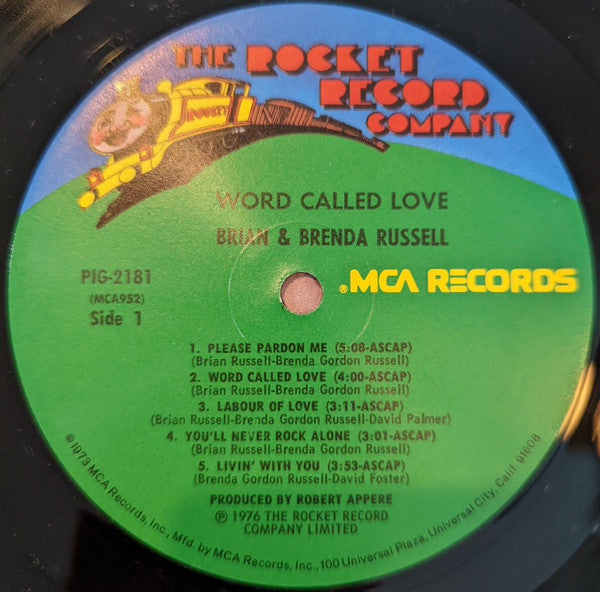 THE ROCKET
RECORD
COMPANY
ROCKET
WORD CALLED LOVE
BRIAN & BRENDA RUSSELL
PIG-2181
(MCA952)
Side 1
® MCA RECORDS
1. PLEASE PARDON ME (5:08-ASCAP)
(Brian Russell-Brenda Gordon Russell)
2. WORD CALLED LOVE (4:00-ASCAP)
(Brian Russell-Brenda Gordon Russell)
3. LABOUR OF LOVE (3:11-ASCAP)
(Brian Russell-Brenda Gordon Russell-David Palmer)
4. YOU'LL NEVER ROCK ALONE (3:01-ASCAP)
(Brian Russell-Brenda Gordon Russell)
5. LIVIN' WITH YOU (3:53-ASCAP)
(Brenda Gordon Russell-David Foster)
PRODUCED BY ROBERT APPERE
℗ 1976 THE ROCKET RECORD
COMPANY LIMITED
©1973 MCA Records, Inc., Mfd. by MCA Records, Inc., 100 Universal Plaza, Universal City, Calif. 91608